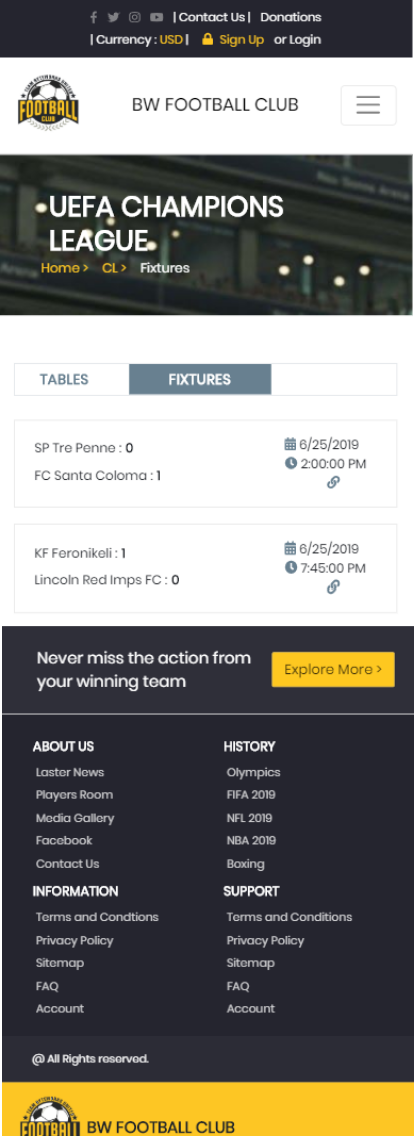 | Contact Us | Donations
| Currency : USD | Sign Up or Login
FOOTBALL
CLUB
BW FOOTBALL CLUB
UEFA CHAMPIONS
LEAGUE
Home > CL > Fixtures
TABLES FIXTURES
SP Tre Penne : 0
FC Santa Coloma : 1
6/25/2019
2:00:00 PM
KF Feronikeli : 1
Lincoln Red Imps FC : 0
6/25/2019
7:45:00 PM
Never miss the action from
your winning team
Explore More >
ABOUT US
Laster News
Players Room
Media Gallery
Facebook
Contact Us
HISTORY
Olympics
FIFA 2019
NFL 2019
NBA 2019
Boxing
INFORMATION
Terms and Condtions
Privacy Policy
Sitemap
FAQ
Account
SUPPORT
Terms and Conditions
Privacy Policy
Sitemap
FAQ
Account
@ All Rights reserved.
FOOTBALL
BW FOOTBALL CLUB